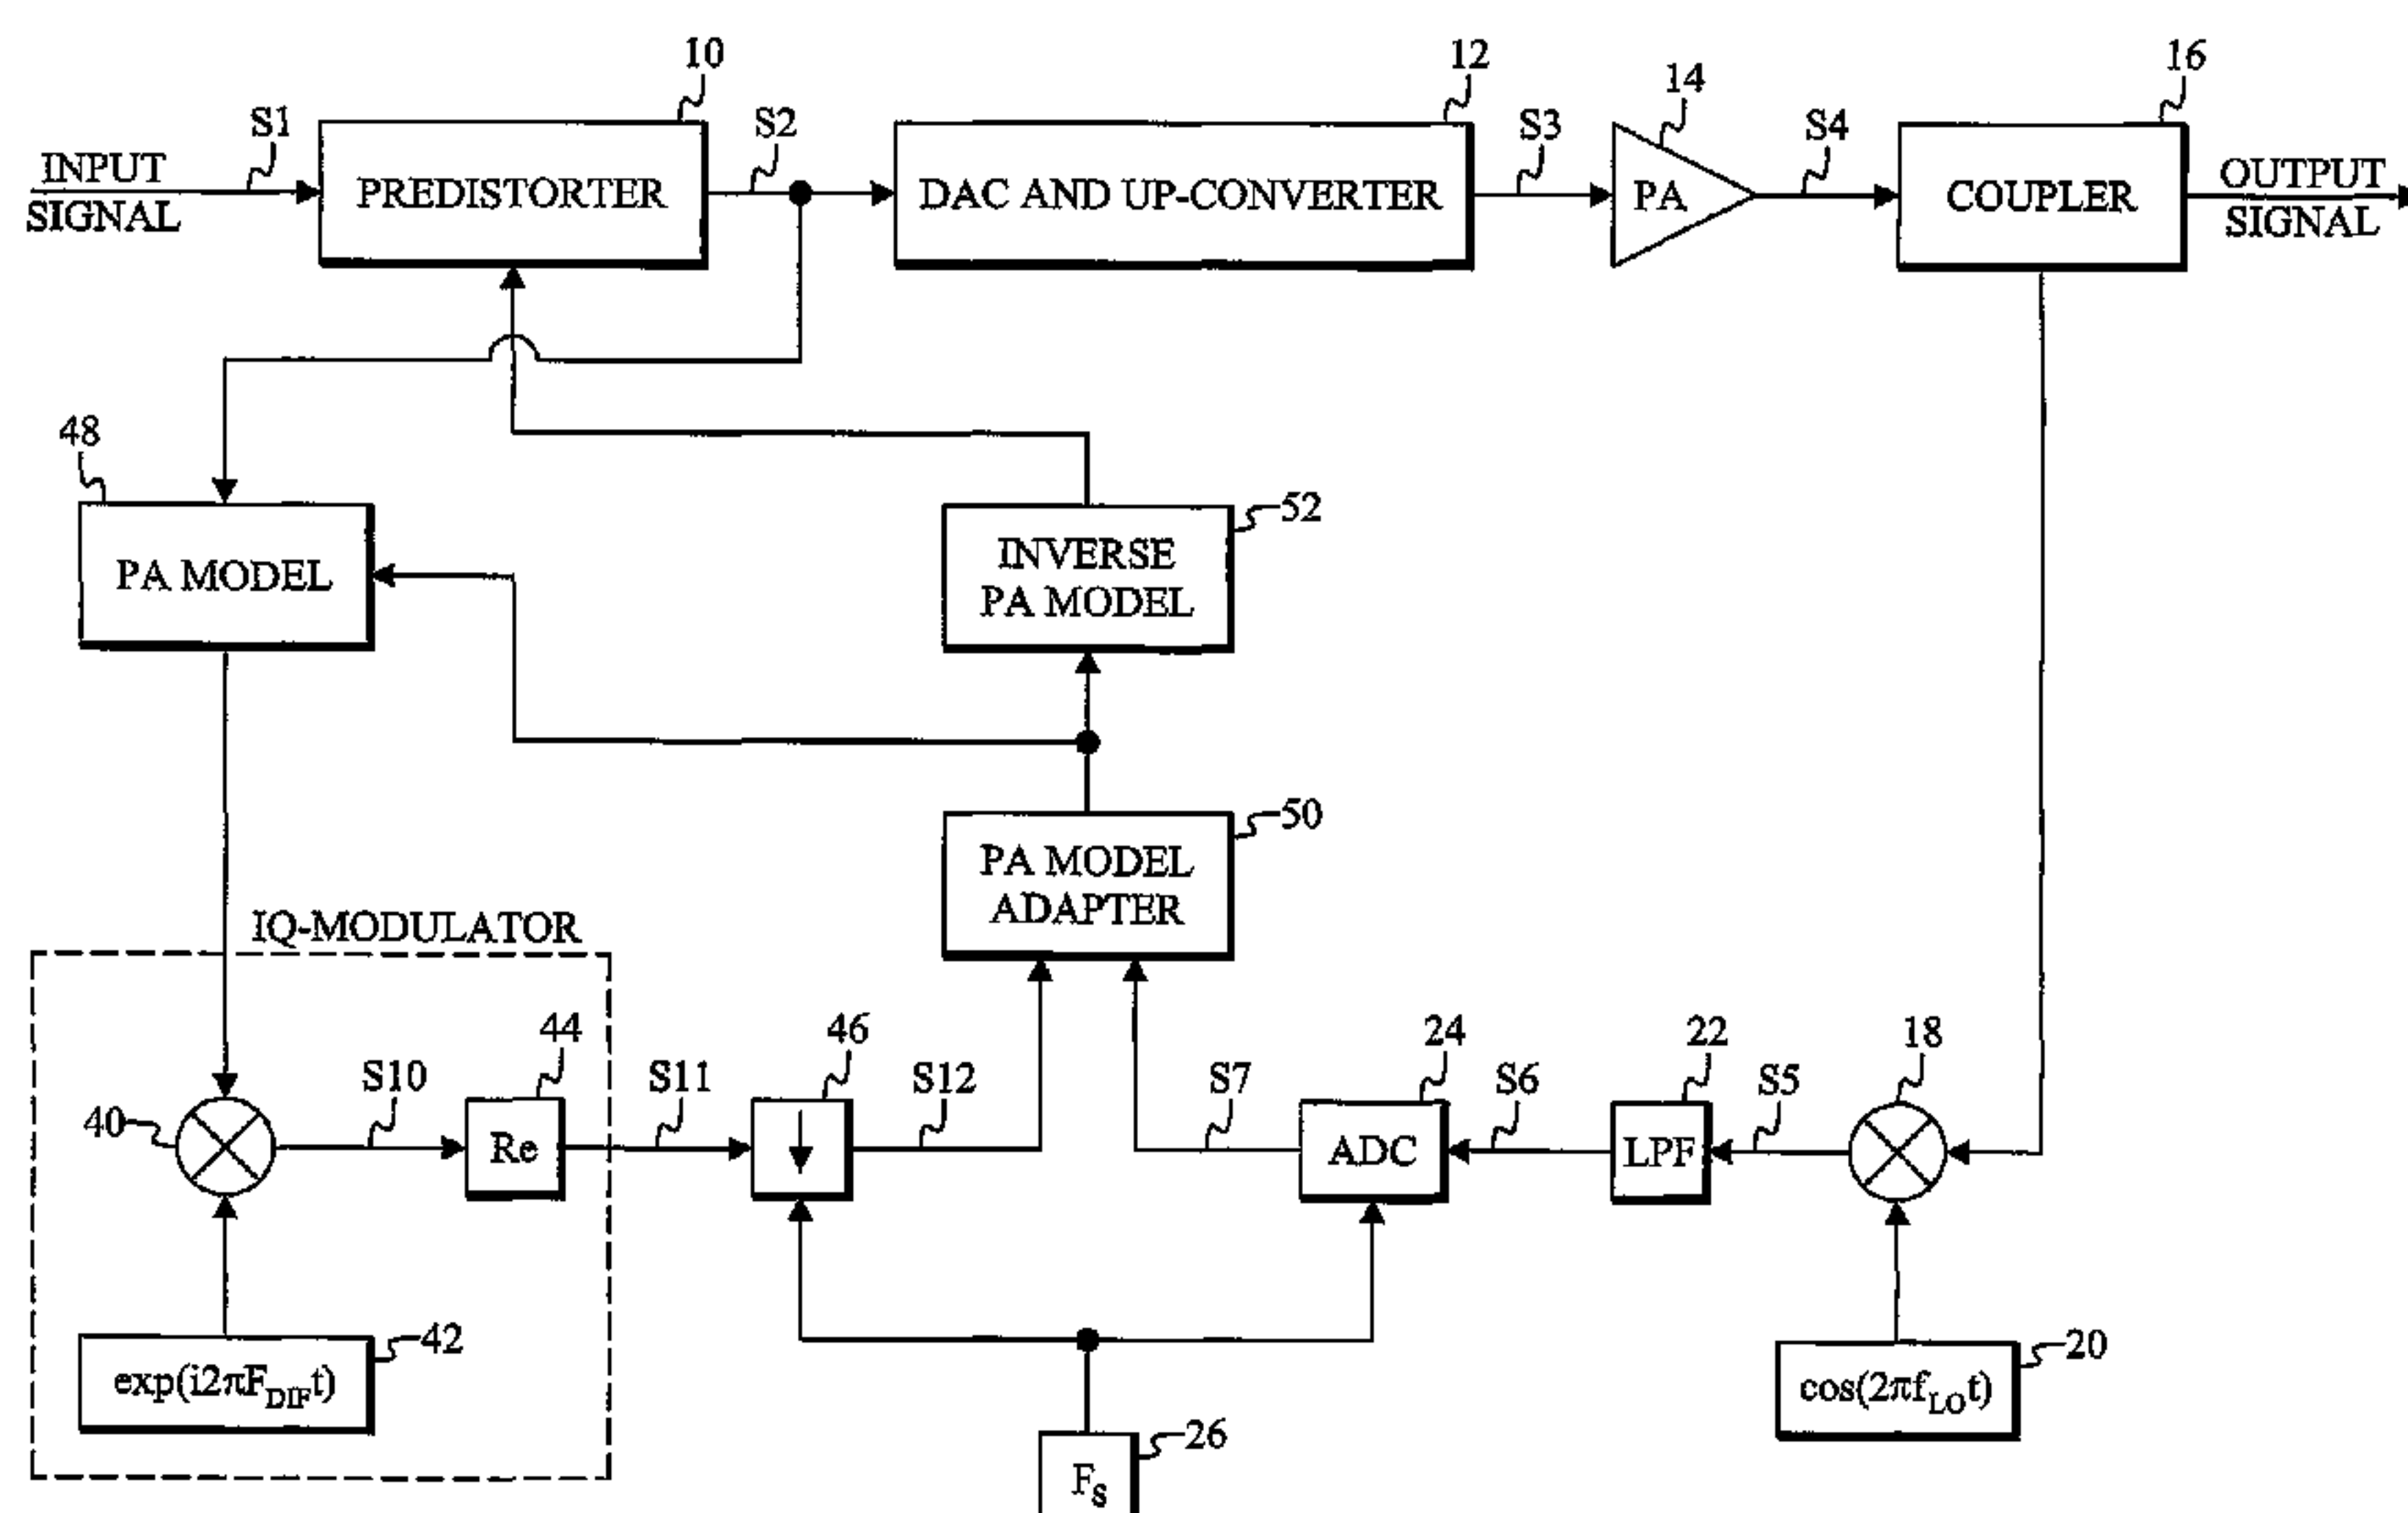 10
12
14
16
S1
S2
S3
S4
INPUT
SIGNAL
PREDISTORTER
DAC AND UP-CONVERTER
PA
COUPLER
OUTPUT
SIGNAL
48
52
PA MODEL
INVERSE
PA MODEL
50
PA MODEL
ADAPTER
IQ-MODULATOR
44
46
24
22
18
S10
S11
S12
S7
S6
S5
40
Re
ADC
LPF
42
exp(i2πF_DIF t)
20
cos(2πf_LO t)
26
F_S